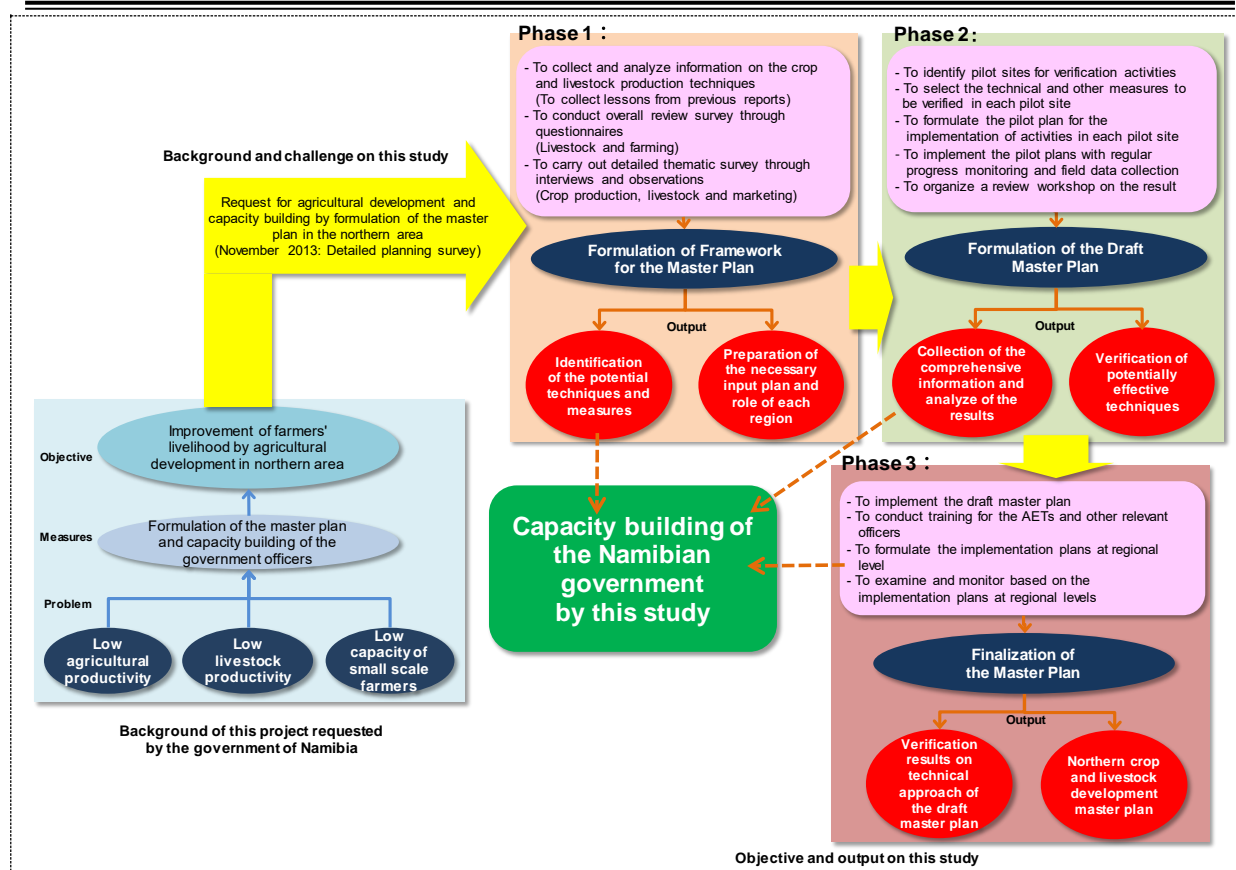 Phase 1：
- To collect and analyze information on the crop
and livestock production techniques
(To collect lessons from previous reports)
- To conduct overall review survey through
questionnaires
(Livestock and farming)
- To carry out detailed thematic survey through
interviews and observations
(Crop production, livestock and marketing)
Formulation of Framework
for the Master Plan
Output
Identification
of the potential
techniques and
measures
Preparation of
the necessary
input plan and
role of each
region
Phase 2：
- To identify pilot sites for verification activities
- To select the technical and other measures to
be verified in each pilot site
- To formulate the pilot plan for the
implementation of activities in each pilot site
- To implement the pilot plans with regular
progress monitoring and field data collection
- To organize a review workshop on the result
Formulation of the Draft
Master Plan
Output
Collection of the
comprehensive
information and
analyze of the
results
Verification of
potentially
effective
techniques
Background and challenge on this study
Request for agricultural development and
capacity building by formulation of the master
plan in the northern area
(November 2013: Detailed planning survey)
Objective
Improvement of farmers'
livelihood by agricultural
development in northern area
Measures
Formulation of the master plan
and capacity building of the
government officers
Problem
Low
agricultural
productivity
Low
livestock
productivity
Low
capacity of
small scale
farmers
Background of this project requested
by the government of Namibia
Capacity building of
the Namibian
government
by this study
Phase 3：
- To implement the draft master plan
- To conduct training for the AETs and other relevant
officers
- To formulate the implementation plans at regional
level
- To examine and monitor based on the
implementation plans at regional levels
Finalization of
the Master Plan
Output
Verification
results on
technical
approach of
the draft
master plan
Northern crop
and livestock
development
master plan
Objective and output on this study